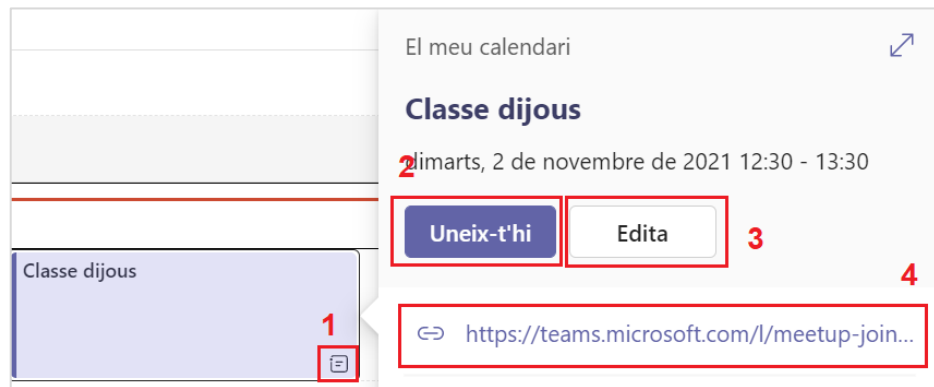 El meu calendari
Classe dijous
dimarts, 2 de novembre de 2021 12:30 - 13:30
2
Uneix-t'hi
Edita
3
4
Classe dijous
1
https://teams.microsoft.com/l/meetup-join...